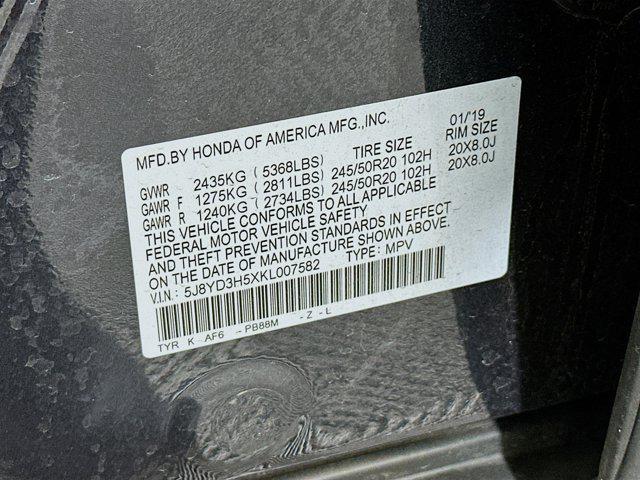 MFD.BY HONDA OF AMERICA MFG.,INC. 01/'19
TIRE SIZE RIM SIZE
GVWR 2435KG ( 5368LBS)
GAWR F 1275KG ( 2811LBS) 245/50R20 102H 20X8.0J
GAWR R 1240KG ( 2734LBS) 245/50R20 102H 20X8.0J
THIS VEHICLE CONFORMS TO ALL APPLICABLE
FEDERAL MOTOR VEHICLE SAFETY
AND THEFT PREVENTION STANDARDS IN EFFECT
ON THE DATE OF MANUFACTURE SHOWN ABOVE.
V.I.N.: 5J8YD3H5XKL007582 TYPE: MPV
TYR K AF6 -PB88M -Z -L